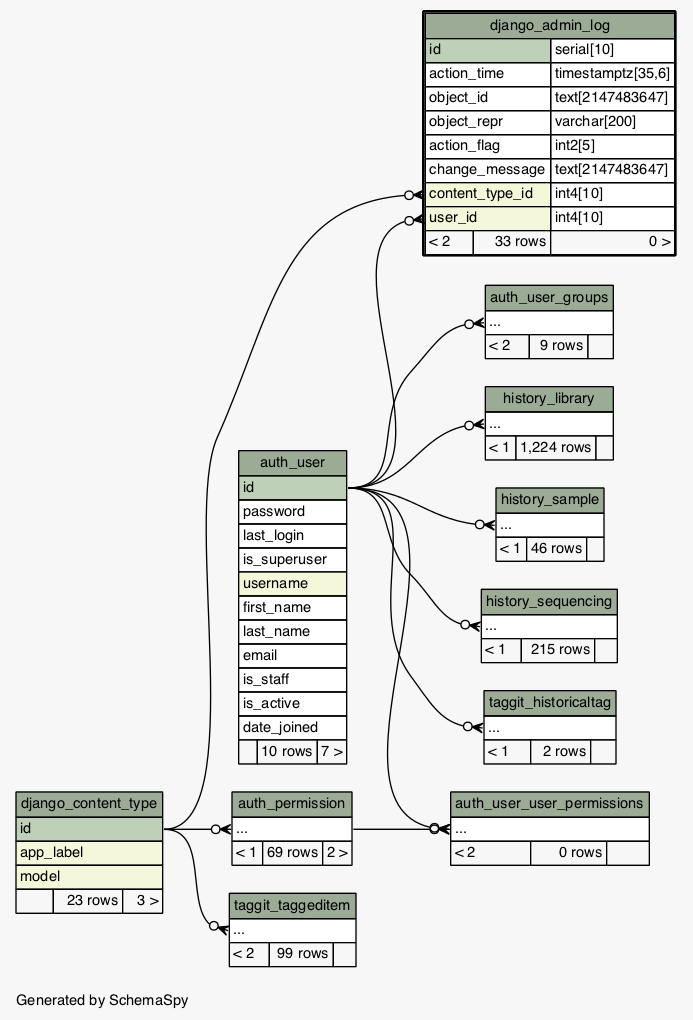 django_admin_log
id serial[10]
action_time timestamptz[35,6]
object_id text[2147483647]
object_repr varchar[200]
action_flag int2[5]
change_message text[2147483647]
content_type_id int4[10]
user_id int4[10]
< 2 33 rows 0 >
auth_user_groups
...
< 2 9 rows
history_library
...
< 1 1,224 rows
auth_user
id
password
last_login
is_superuser
username
first_name
last_name
email
is_staff
is_active
date_joined
10 rows 7 >
history_sample
...
< 1 46 rows
history_sequencing
...
< 1 215 rows
taggit_historicaltag
...
< 1 2 rows
django_content_type
id
app_label
model
23 rows 3 >
auth_permission
...
< 1 69 rows 2 >
auth_user_user_permissions
...
< 2 0 rows
taggit_taggeditem
...
< 2 99 rows
Generated by SchemaSpy